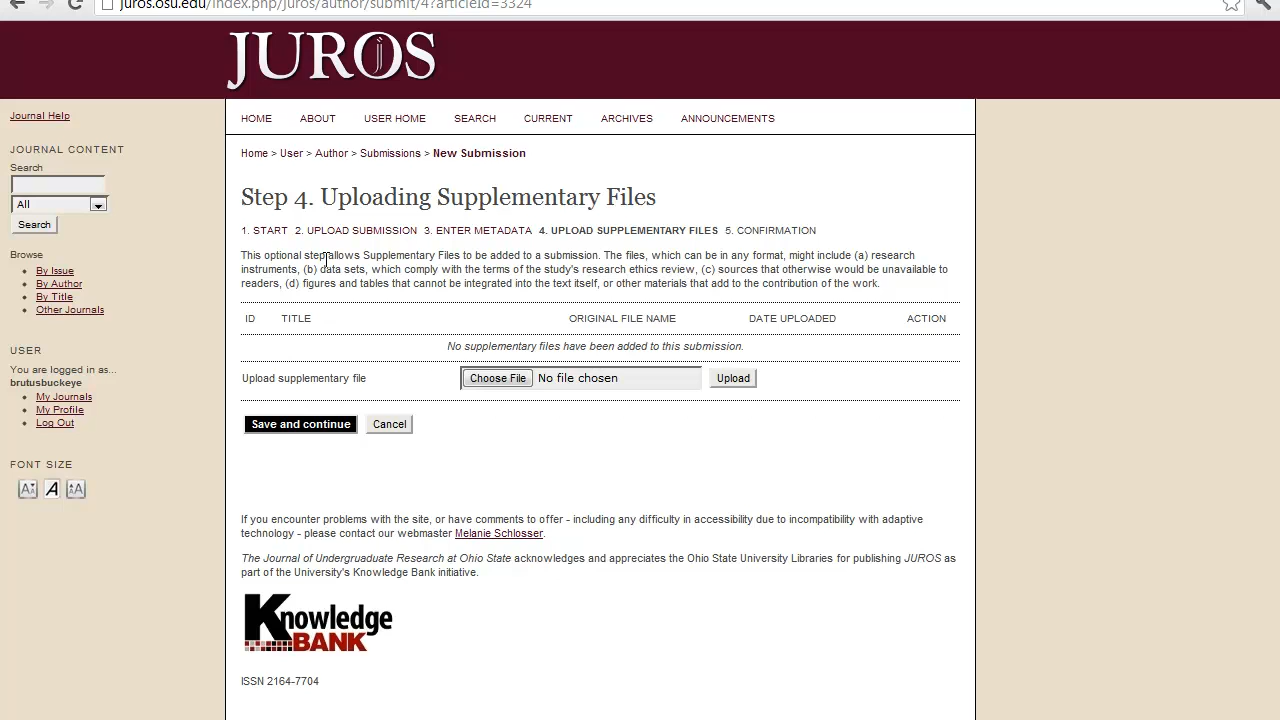 juros.osu.edu/index.php/juros/author/submit/4?articleId=3324
JUROS
Journal Help
JOURNAL CONTENT
Search
All
Search
Browse
By Issue
By Author
By Title
Other Journals
USER
You are logged in as...
brutusbuckeye
My Journals
My Profile
Log Out
FONT SIZE
HOME ABOUT USER HOME SEARCH CURRENT ARCHIVES ANNOUNCEMENTS
Home > User > Author > Submissions > New Submission
Step 4. Uploading Supplementary Files
1. START 2. UPLOAD SUBMISSION 3. ENTER METADATA 4. UPLOAD SUPPLEMENTARY FILES 5. CONFIRMATION
This optional step allows Supplementary Files to be added to a submission. The files, which can be in any format, might include (a) research
instruments, (b) data sets, which comply with the terms of the study's research ethics review, (c) sources that otherwise would be unavailable to
readers, (d) figures and tables that cannot be integrated into the text itself, or other materials that add to the contribution of the work.
ID TITLE ORIGINAL FILE NAME DATE UPLOADED ACTION
No supplementary files have been added to this submission.
Upload supplementary file Choose File No file chosen Upload
Save and continue Cancel
If you encounter problems with the site, or have comments to offer - including any difficulty in accessibility due to incompatibility with adaptive
technology - please contact our webmaster Melanie Schlosser.
The Journal of Undergraduate Research at Ohio State acknowledges and appreciates the Ohio State University Libraries for publishing JUROS as
part of the University's Knowledge Bank initiative.
Knowledge
BANK
ISSN 2164-7704